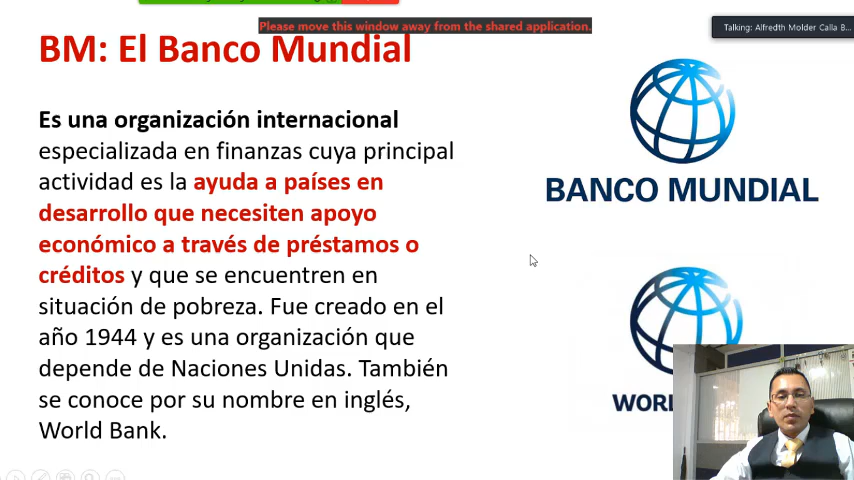 Please move this window away from the shared application.
Talking: Alfredth Molder Calla B...
BM: El Banco Mundial
Es una organización internacional
especializada en finanzas cuya principal
actividad es la ayuda a países en
desarrollo que necesiten apoyo
económico a través de préstamos o
créditos y que se encuentren en
situación de pobreza. Fue creado en el
año 1944 y es una organización que
depende de Naciones Unidas. También
se conoce por su nombre en inglés,
World Bank.
BANCO MUNDIAL